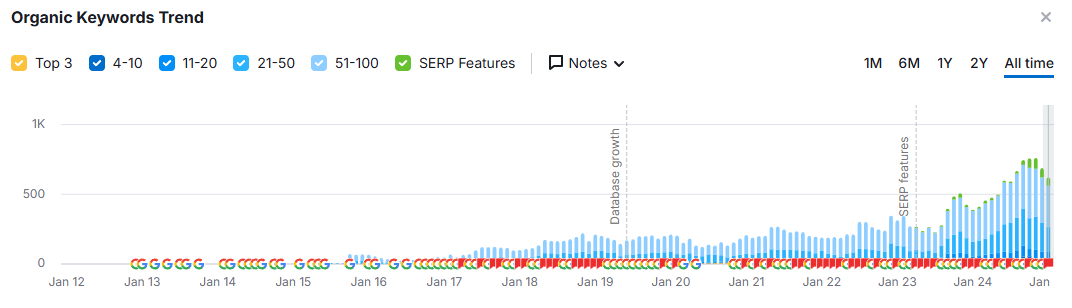 Organic Keywords Trend
Top 3 4-10 11-20 21-50 51-100 SERP Features Notes 1M 6M 1Y 2Y All time
1K
500
0
Database growth
SERP features
Jan 12 Jan 13 Jan 14 Jan 15 Jan 16 Jan 17 Jan 18 Jan 19 Jan 20 Jan 21 Jan 22 Jan 23 Jan 24 Jan